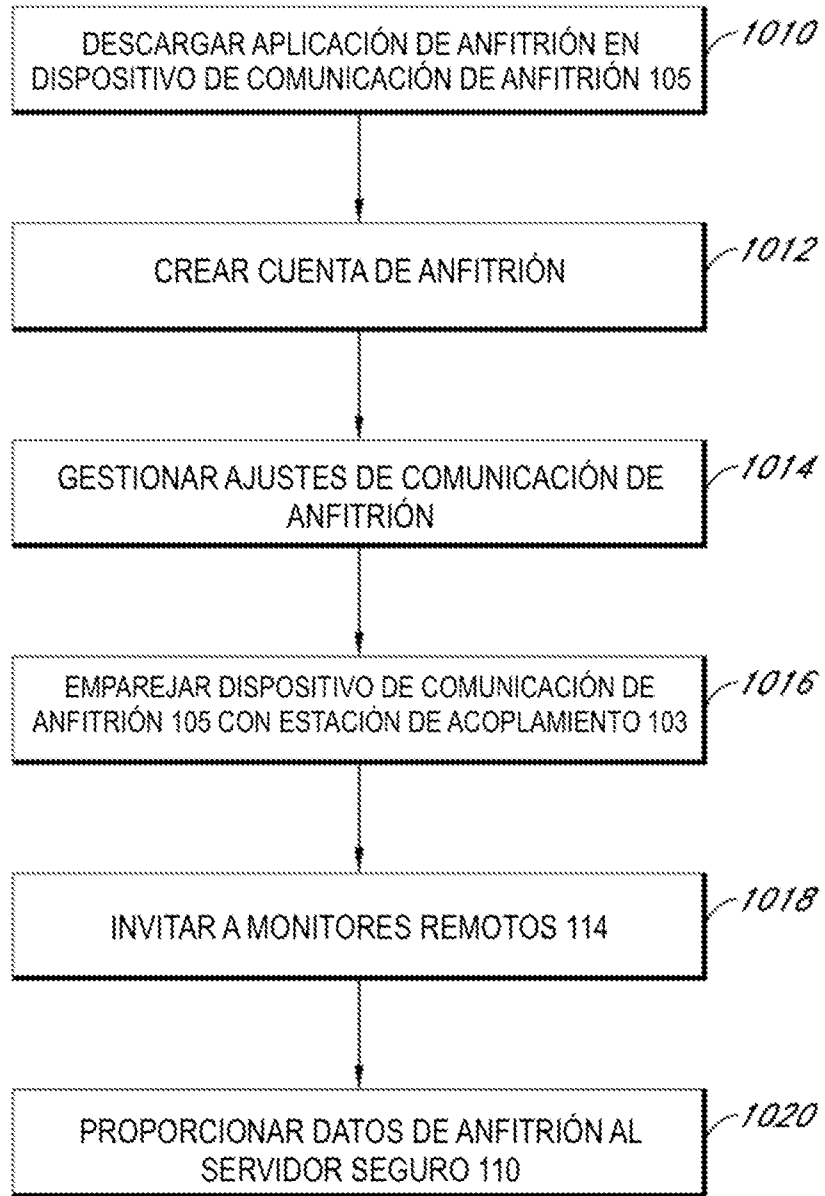 DESCARGAR APLICACIÓN DE ANFITRIÓN EN
DISPOSITIVO DE COMUNICACIÓN DE ANFITRIÓN 105
1010
CREAR CUENTA DE ANFITRIÓN
1012
GESTIONAR AJUSTES DE COMUNICACIÓN DE
ANFITRIÓN
1014
EMPAREJAR DISPOSITIVO DE COMUNICACIÓN DE
ANFITRIÓN 105 CON ESTACIÓN DE ACOPLAMIENTO 103
1016
INVITAR A MONITORES REMOTOS 114
1018
PROPORCIONAR DATOS DE ANFITRIÓN AL
SERVIDOR SEGURO 110
1020